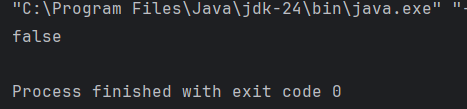 "C:\Program Files\Java\jdk-24\bin\java.exe" "-
false
Process finished with exit code 0